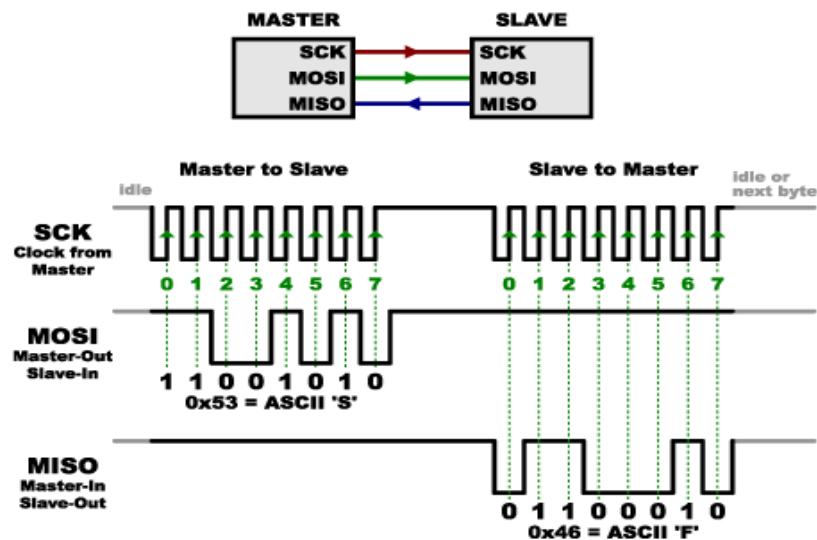 MASTER SLAVE
SCK SCK
MOSI MOSI
MISO MISO
Master to Slave Slave to Master
idle idle or
next byte
SCK
Clock from
Master
0 1 2 3 4 5 6 7 0 1 2 3 4 5 6 7
MOSI
Master-Out
Slave-In
1 1 0 0 1 0 1 0
0x53 = ASCII 'S'
MISO
Master-In
Slave-Out
0 1 1 0 0 0 1 0
0x46 = ASCII 'F'